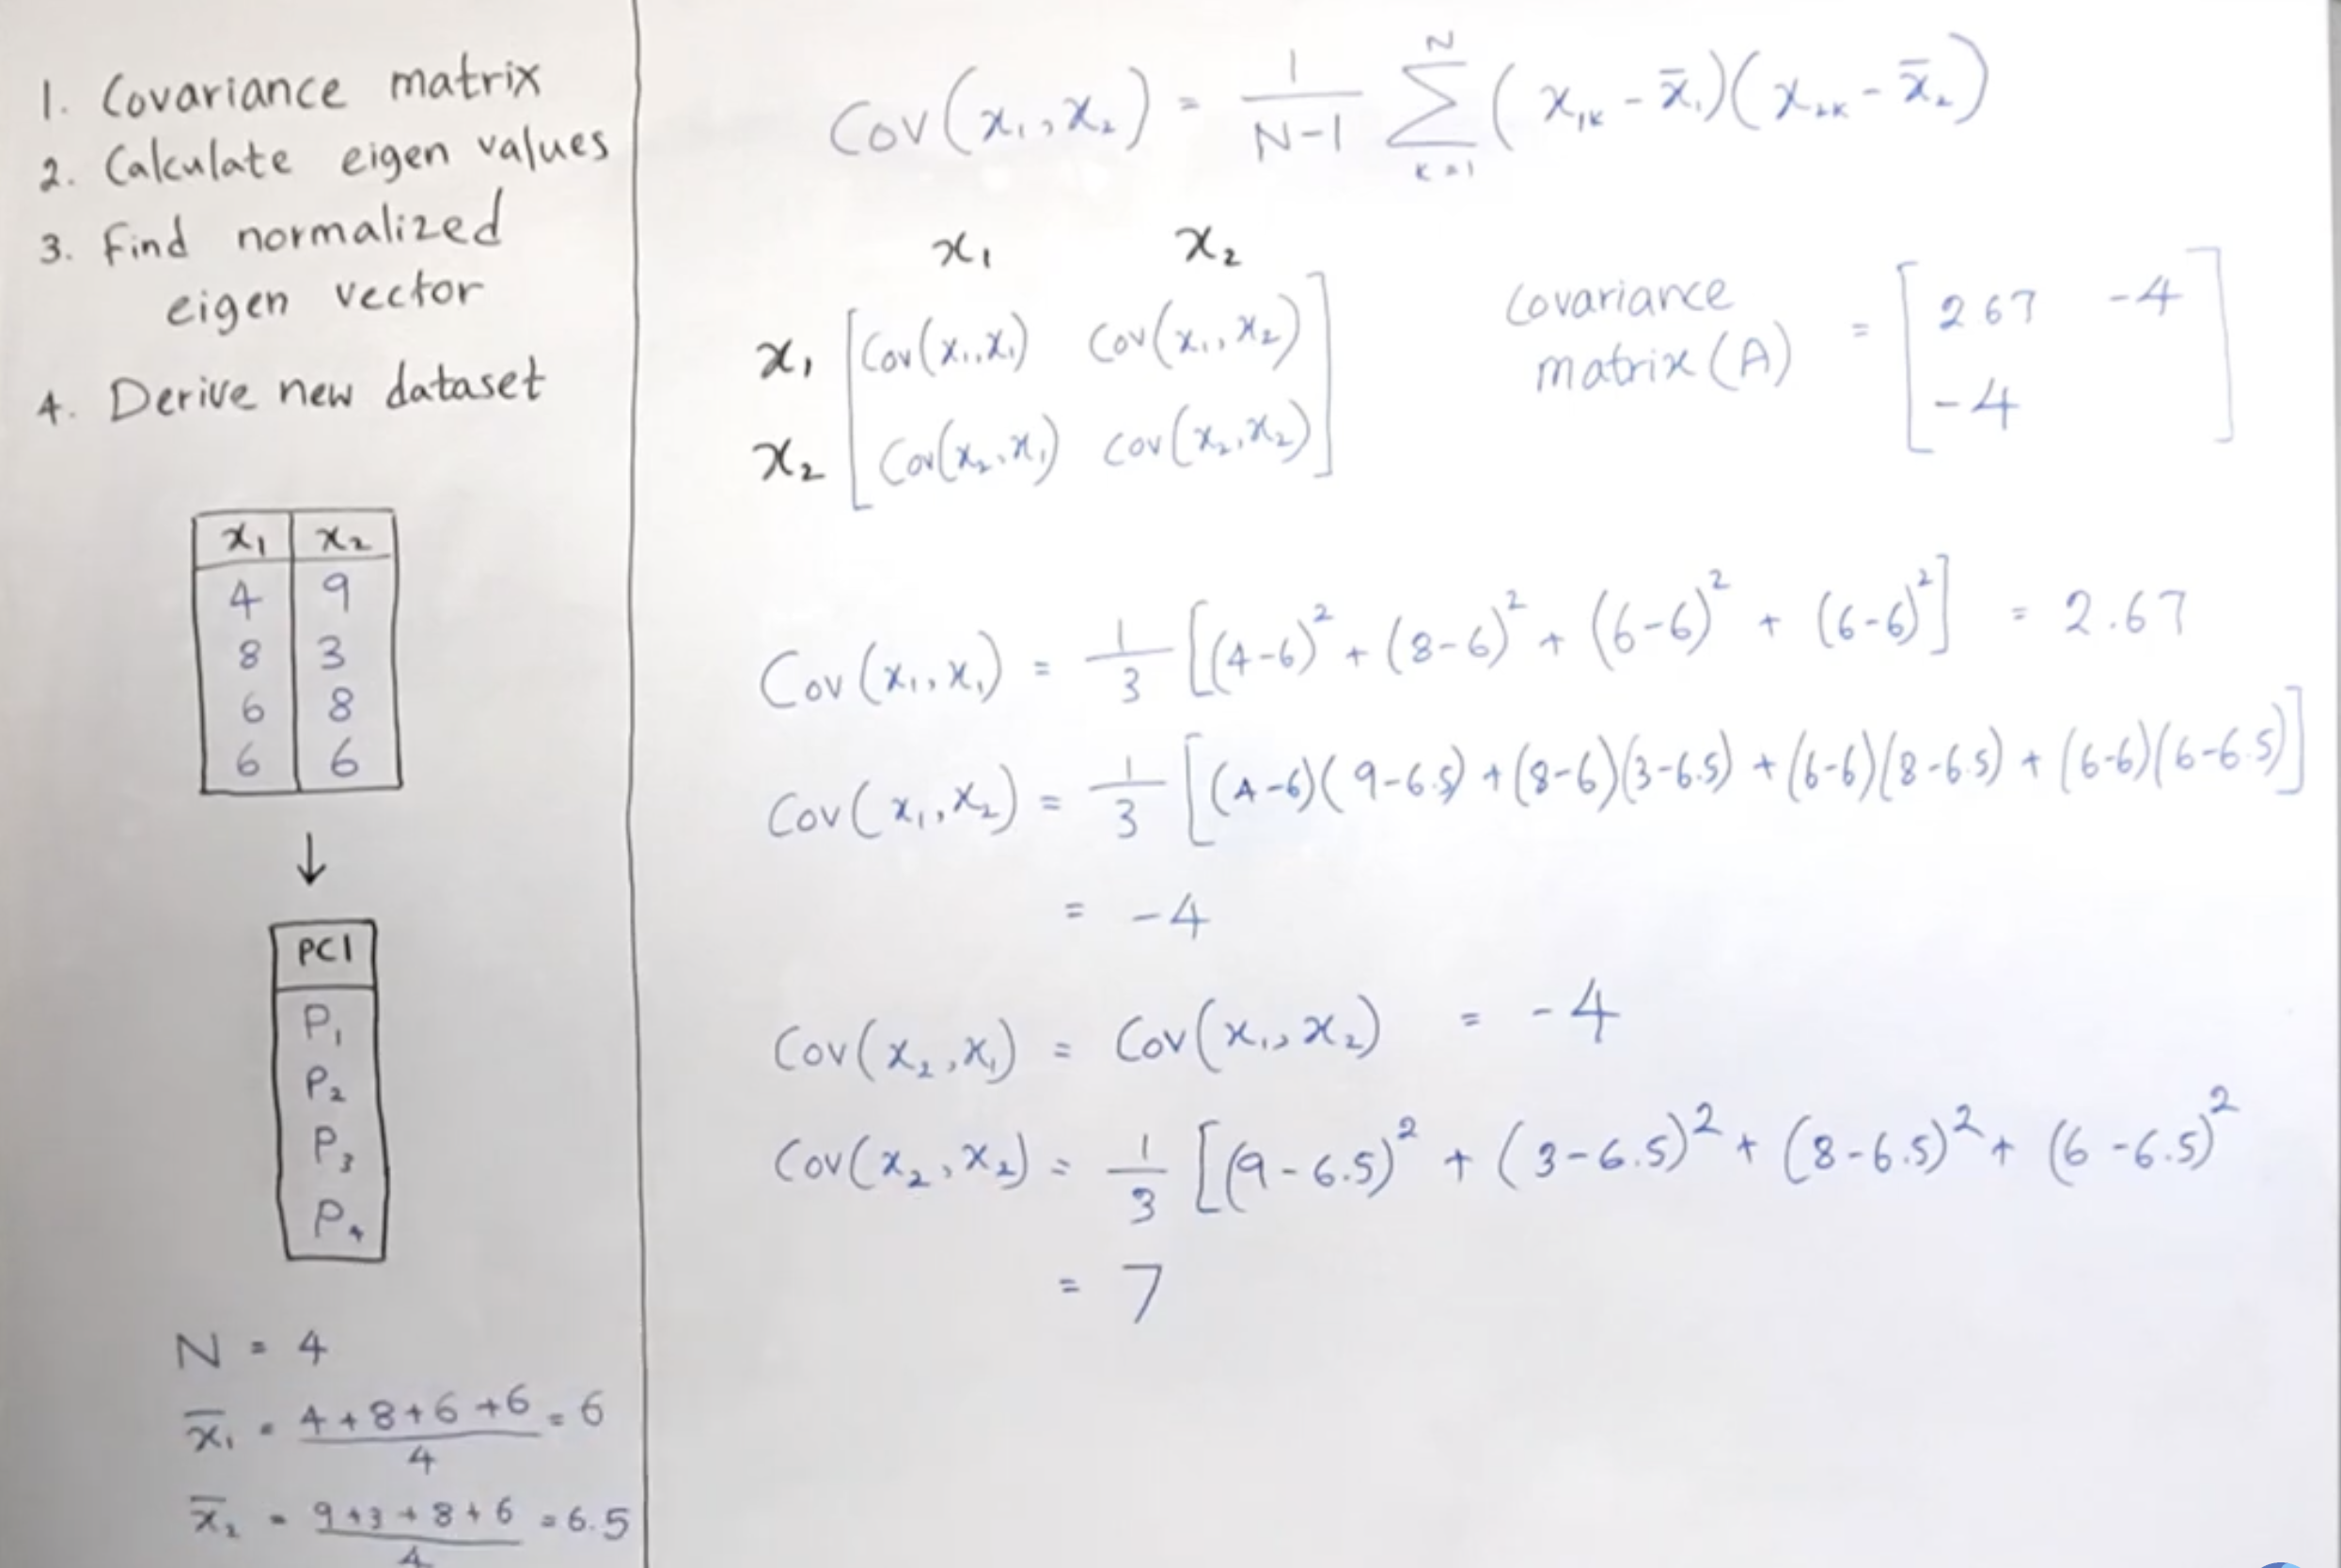 1. Covariance matrix
2. Calculate eigen values
3. Find normalized
eigen vector
4. Derive new dataset
x₁ x₂
4 9
8 3
6 8
6 6
↓
PC1
P₁
P₂
P₃
P₄
N = 4
x̄₁ = (4+8+6+6)/4 = 6
x̄₂ = (9+3+8+6)/4 = 6.5
Cov(x₁,x₂) = 1/(N-1) Σ_{k=1}^{N} (x₁ₖ - x̄₁)(x₂ₖ - x̄₂)
x₁ x₂
x₁ [Cov(x₁,x₁) Cov(x₁,x₂)]
x₂ [Cov(x₂,x₁) Cov(x₂,x₂)]
Covariance
matrix (A) =
[2 67 -4
-4 ]
Cov(x₁,x₁) = 1/3 [(4-6)² + (8-6)² + (6-6)² + (6-6)²] = 2.67
Cov(x₁,x₂) = 1/3 [(4-6)(9-6.5) + (8-6)(3-6.5) + (6-6)(8-6.5) + (6-6)(6-6.5)]
= -4
Cov(x₂,x₁) = Cov(x₁,x₂) = -4
Cov(x₂,x₂) = 1/3 [(9-6.5)² + (3-6.5)² + (8-6.5)² + (6-6.5)²
= 7